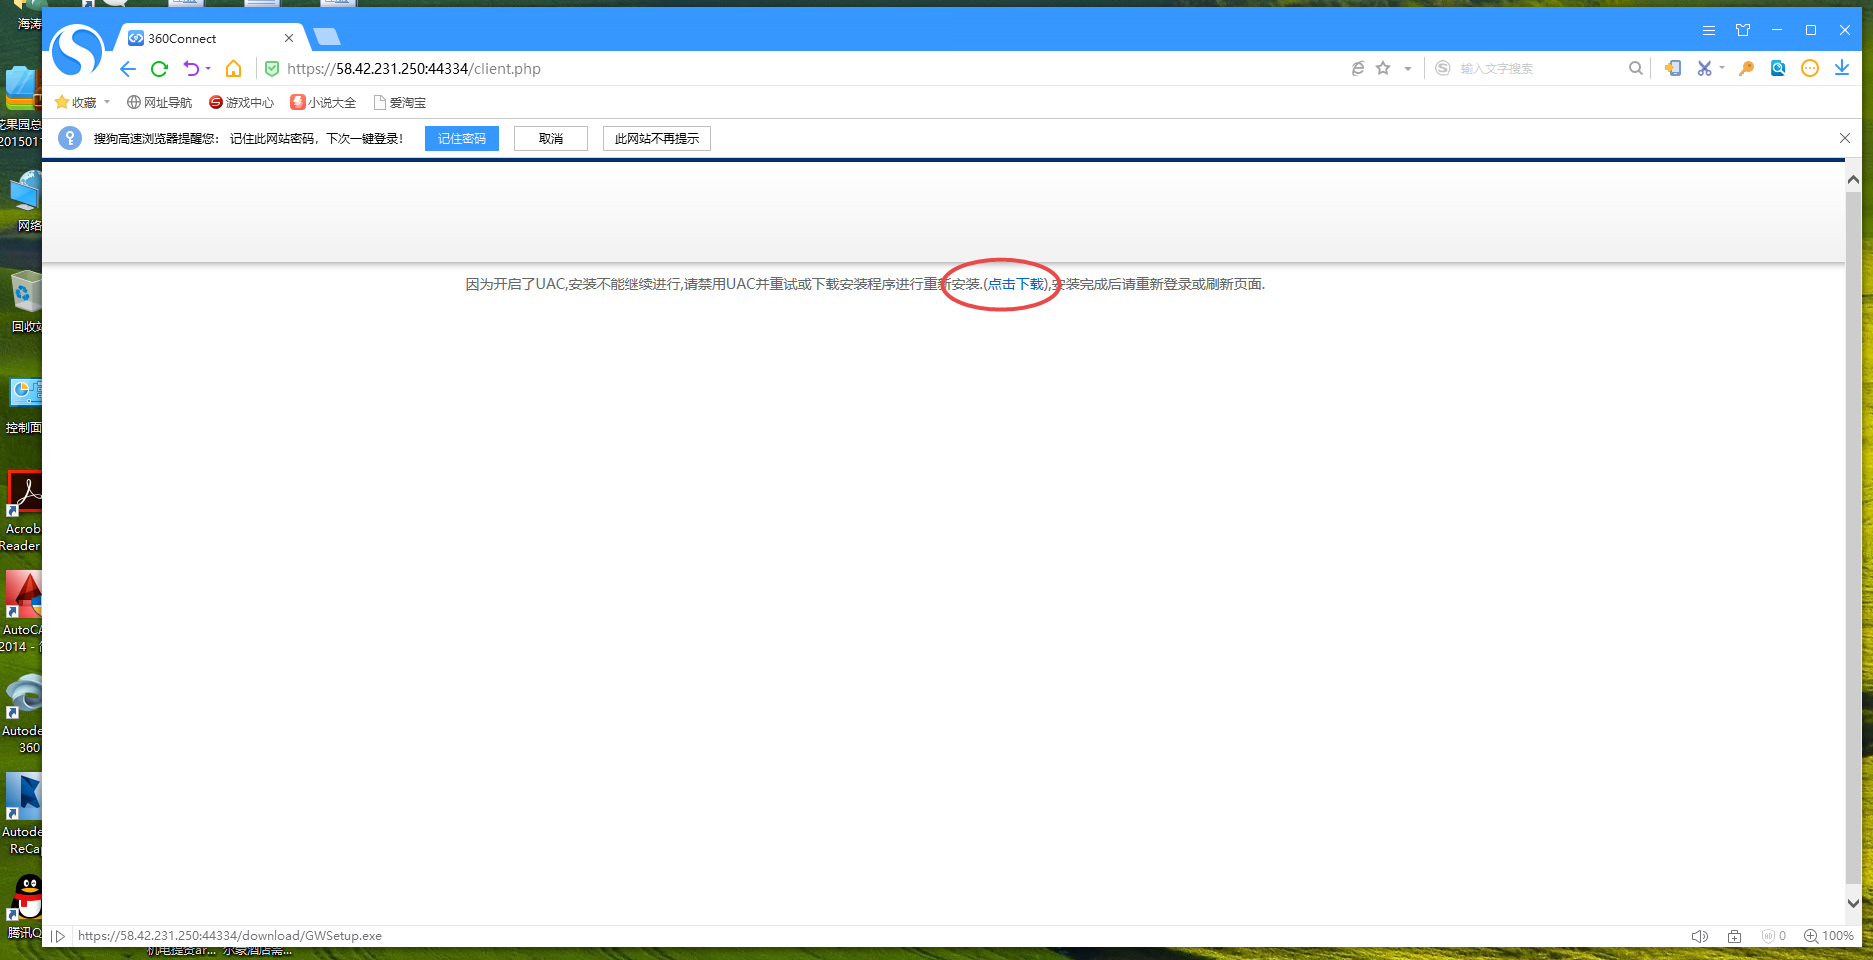 海涛
360Connect
https://58.42.231.250:44334/client.php
输入文字搜索
收藏
网址导航
游戏中心
小说大全
爱淘宝
搜狗高速浏览器提醒您： 记住此网站密码，下次一键登录！
记住密码
取消
此网站不再提示
因为开启了UAC,安装不能继续进行,请禁用UAC并重试或下载安装程序进行重新安装.(点击下载),安装完成后请重新登录或刷新页面.
花果园总
201501
网络
回收站
控制面
Acrob
Reader
AutoCA
2014 -
Autode
360
Autode
ReCa
腾讯Q
https://58.42.231.250:44334/download/GWSetup.exe
0
100%